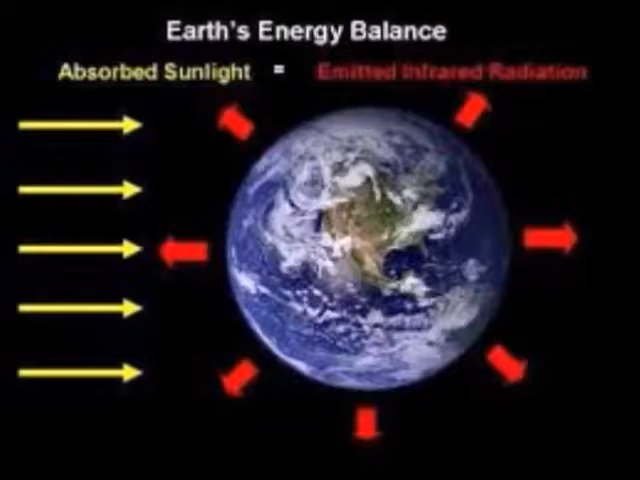 Earth's Energy Balance
Absorbed Sunlight = Emitted Infrared Radiation